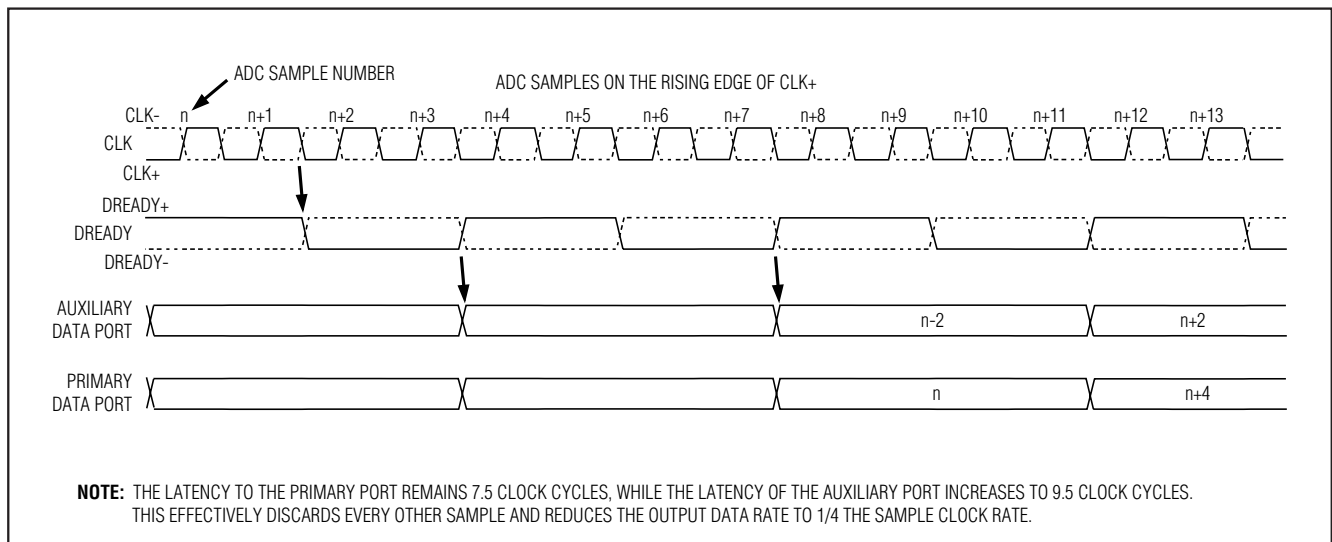 ADC SAMPLE NUMBER
ADC SAMPLES ON THE RISING EDGE OF CLK+
CLK- n n+1 n+2 n+3 n+4 n+5 n+6 n+7 n+8 n+9 n+10 n+11 n+12 n+13
CLK
CLK+
DREADY+
DREADY
DREADY-
AUXILIARY
DATA PORT
n-2 n+2
PRIMARY
DATA PORT
n n+4
NOTE: THE LATENCY TO THE PRIMARY PORT REMAINS 7.5 CLOCK CYCLES, WHILE THE LATENCY OF THE AUXILIARY PORT INCREASES TO 9.5 CLOCK CYCLES.
THIS EFFECTIVELY DISCARDS EVERY OTHER SAMPLE AND REDUCES THE OUTPUT DATA RATE TO 1/4 THE SAMPLE CLOCK RATE.